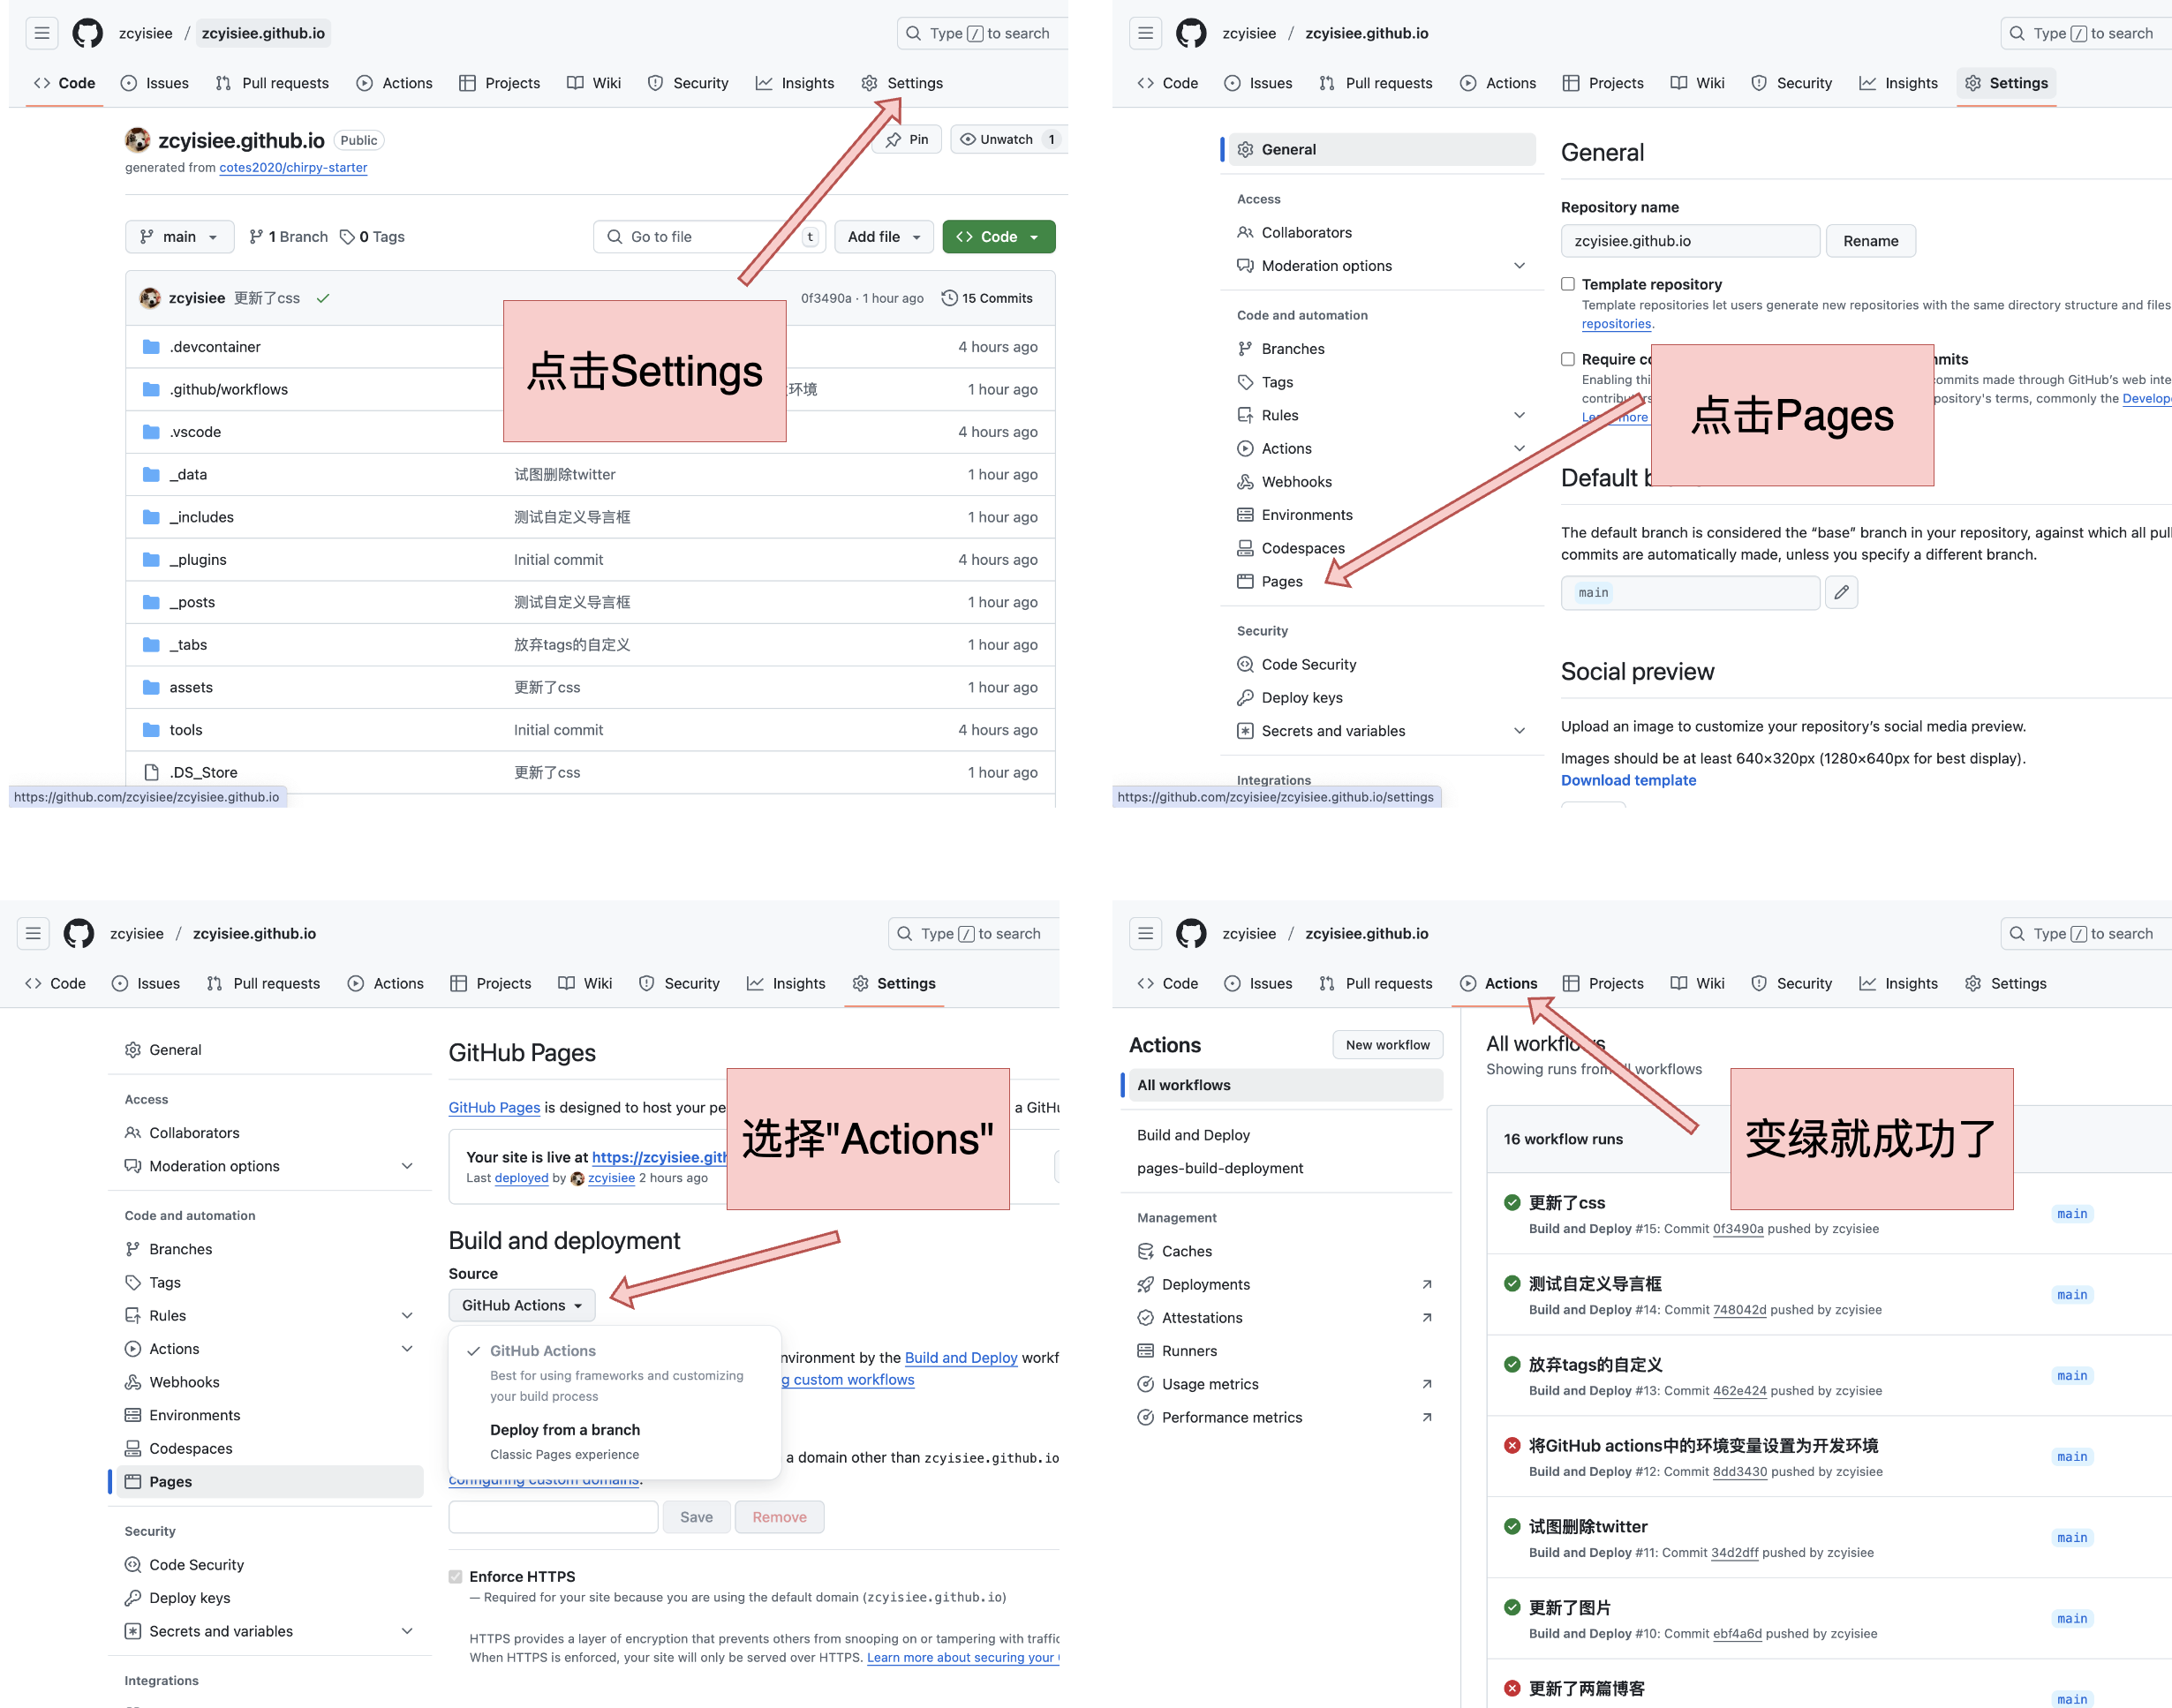 zcyisiee / zcyisiee.github.io
Type / to search
Code Issues Pull requests Actions Projects Wiki Security Insights Settings
zcyisiee.github.io Public
Pin
Unwatch 1
generated from cotes2020/chirpy-starter
main 1 Branch 0 Tags
Go to file t
Add file
Code
zcyisiee 更新了css 0f3490a · 1 hour ago 15 Commits
.devcontainer 4 hours ago
.github/workflows 环境 1 hour ago
.vscode 4 hours ago
_data 试图删除twitter 1 hour ago
_includes 测试自定义导言框 1 hour ago
_plugins Initial commit 4 hours ago
_posts 测试自定义导言框 1 hour ago
_tabs 放弃tags的自定义 1 hour ago
assets 更新了css 1 hour ago
tools Initial commit 4 hours ago
.DS_Store 更新了css 1 hour ago
https://github.com/zcyisiee/zcyisiee.github.io
点击Settings
zcyisiee / zcyisiee.github.io
Type / to search
Code Issues Pull requests Actions Projects Wiki Security Insights Settings
General
Access
Collaborators
Moderation options
Code and automation
Branches
Tags
Rules
Actions
Webhooks
Environments
Codespaces
Pages
Security
Code Security
Deploy keys
Secrets and variables
Integrations
https://github.com/zcyisiee/zcyisiee.github.io/settings
General
Repository name
zcyisiee.github.io
Rename
Template repository
Template repositories let users generate new repositories with the same directory structure and files
repositories.
Require
Enabling commits made through GitHub’s web
contributors pository's terms, commonly the
Default
点击Pages
The default branch is considered the “base” branch in your repository, against which all
commits are automatically made, unless you specify a different branch.
main
Social preview
Upload an image to customize your repository’s social media preview.
Images should be at least 640×320px (1280×640px for best display).
Download template
zcyisiee / zcyisiee.github.io
Type / to search
Code Issues Pull requests Actions Projects Wiki Security Insights Settings
General
Access
Collaborators
Moderation options
Code and automation
Branches
Tags
Rules
Actions
Webhooks
Environments
Codespaces
Pages
Security
Code Security
Deploy keys
Secrets and variables
Integrations
GitHub Pages
GitHub Pages is designed to host your a
Your site is live at https://zcyisiee.gith
Last deployed by zcyisiee 2 hours ago
选择"Actions"
Build and deployment
Source
GitHub Actions
GitHub Actions
Best for using frameworks and customizing
your build process
Deploy from a branch
Classic Pages experience
nvironment by the Build and Deploy workf
g custom workflows
a domain other than zcyisiee.github.io
configuring custom domains.
Save
Remove
Enforce HTTPS
— Required for your site because you are using the default domain (zcyisiee.github.io)
HTTPS provides a layer of encryption that prevents others from snooping on or tampering with traffic
When HTTPS is enforced, your site will only be served over HTTPS. Learn more about securing your
zcyisiee / zcyisiee.github.io
Type / to search
Code Issues Pull requests Actions Projects Wiki Security Insights Settings
Actions
New workflow
All workflows
Build and Deploy
pages-build-deployment
Management
Caches
Deployments
Attestations
Runners
Usage metrics
Performance metrics
All workflows
Showing runs from all workflows
变绿就成功了
16 workflow runs
更新了css
main
Build and Deploy #15: Commit 0f3490a pushed by zcyisiee
测试自定义导言框
main
Build and Deploy #14: Commit 748042d pushed by zcyisiee
放弃tags的自定义
main
Build and Deploy #13: Commit 462e424 pushed by zcyisiee
将GitHub actions中的环境变量设置为开发环境
main
Build and Deploy #12: Commit 8dd3430 pushed by zcyisiee
试图删除twitter
main
Build and Deploy #11: Commit 34d2dff pushed by zcyisiee
更新了图片
main
Build and Deploy #10: Commit ebf4a6d pushed by zcyisiee
更新了两篇博客
main